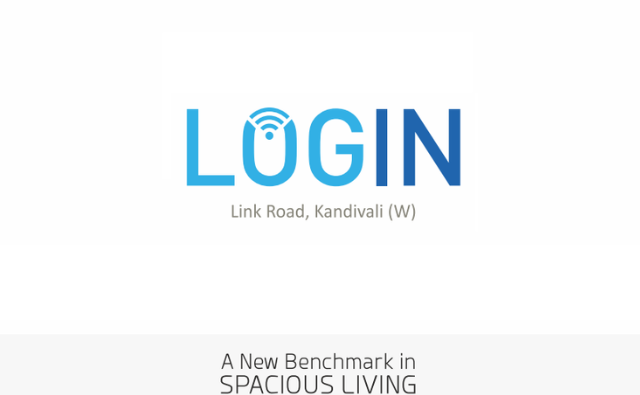 LOGIN
Link Road, Kandivali (W)
A New Benchmark in
SPACIOUS LIVING